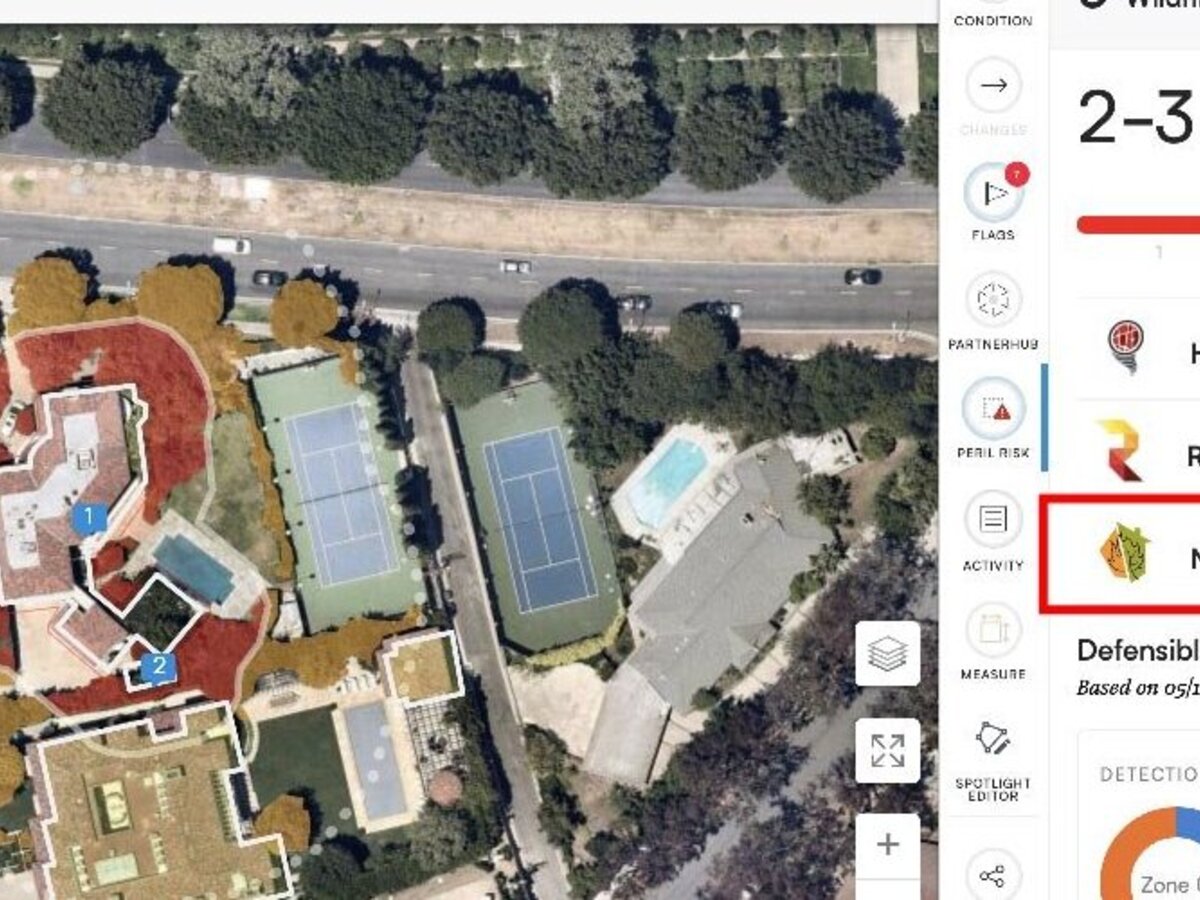 CONDITION
CHANGES
FLAGS
PARTNERHUB
PERIL RISK
ACTIVITY
MEASURE
SPOTLIGHT
EDITOR
1
2
2-3
1
H
R
N
Defensibl
Based on 05/1
DETECTIO
Zone